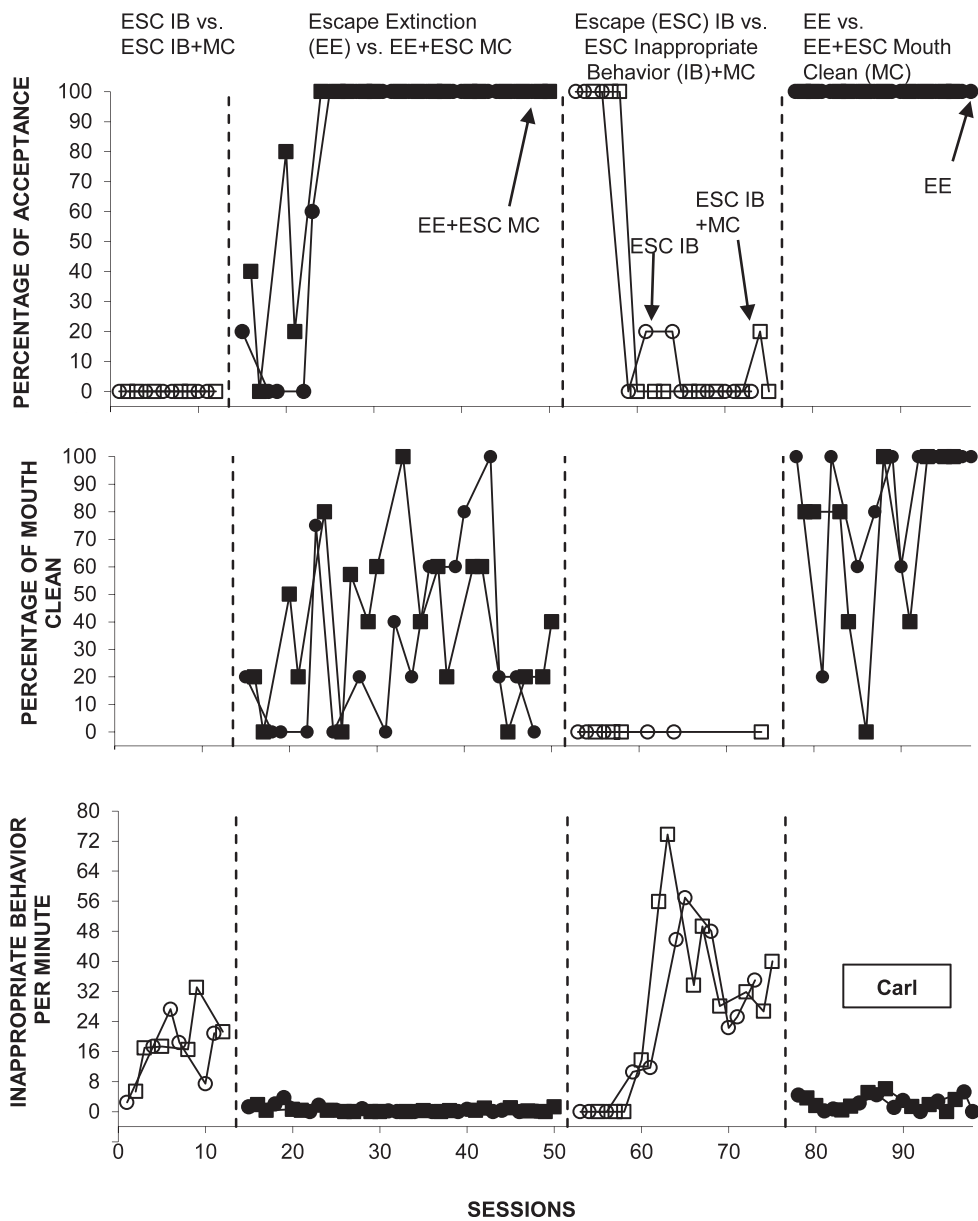 ESC IB vs.
ESC IB+MC
Escape Extinction
(EE) vs. EE+ESC MC
Escape (ESC) IB vs.
ESC Inappropriate
Behavior (IB)+MC
EE vs.
EE+ESC Mouth
Clean (MC)
PERCENTAGE OF ACCEPTANCE
100
90
80
70
60
50
40
30
20
10
0
EE+ESC MC
ESC IB
ESC IB
+MC
EE
PERCENTAGE OF MOUTH
CLEAN
100
90
80
70
60
50
40
30
20
10
0
INAPPROPRIATE BEHAVIOR
PER MINUTE
80
72
64
56
48
40
32
24
16
8
0
Carl
0 10 20 30 40 50 60 70 80 90
SESSIONS